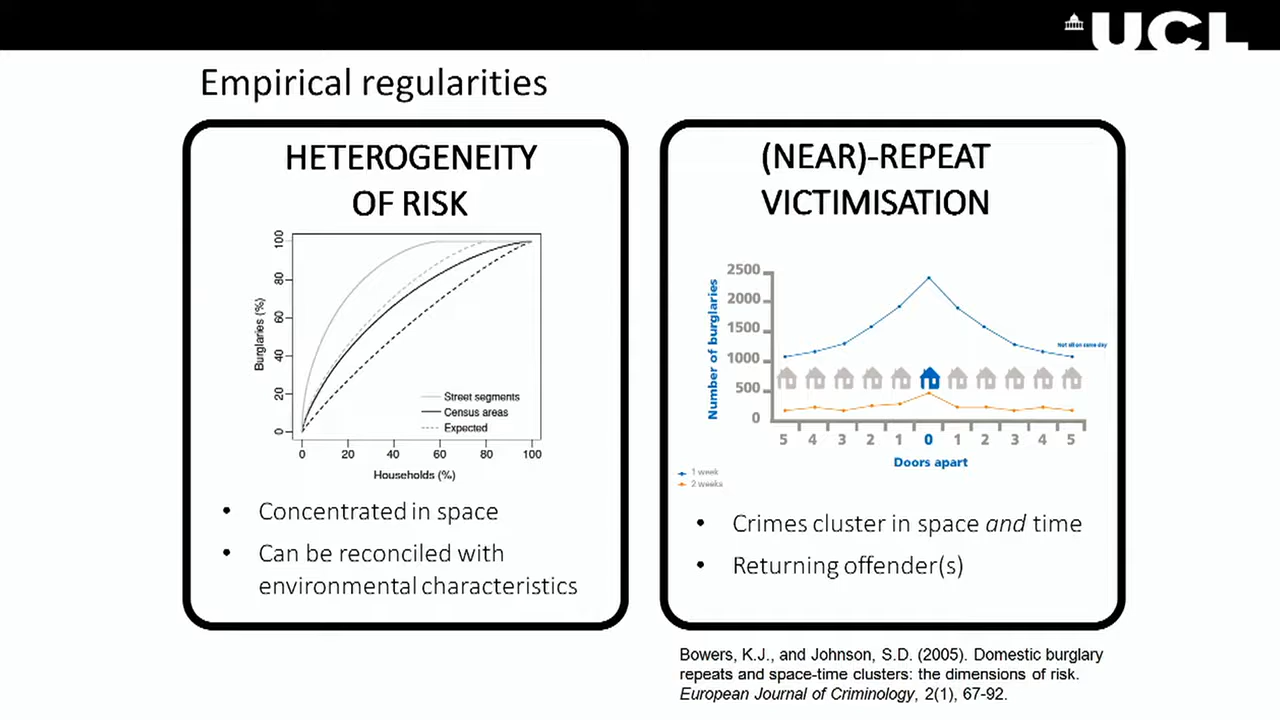 UCL
Empirical regularities
HETEROGENEITY
OF RISK
100
80
60
40
20
0
Burglaries (%)
Street segments
Census areas
Expected
0 20 40 60 80 100
Households (%)
• Concentrated in space
• Can be reconciled with
environmental characteristics
(NEAR)-REPEAT
VICTIMISATION
2500
2000
1500
1000
500
0
Number of burglaries
Not all on same day
5 4 3 2 1 0 1 2 3 4 5
Doors apart
1 week
2 weeks
• Crimes cluster in space and time
• Returning offender(s)
Bowers, K.J., and Johnson, S.D. (2005). Domestic burglary
repeats and space-time clusters: the dimensions of risk.
European Journal of Criminology, 2(1), 67-92.